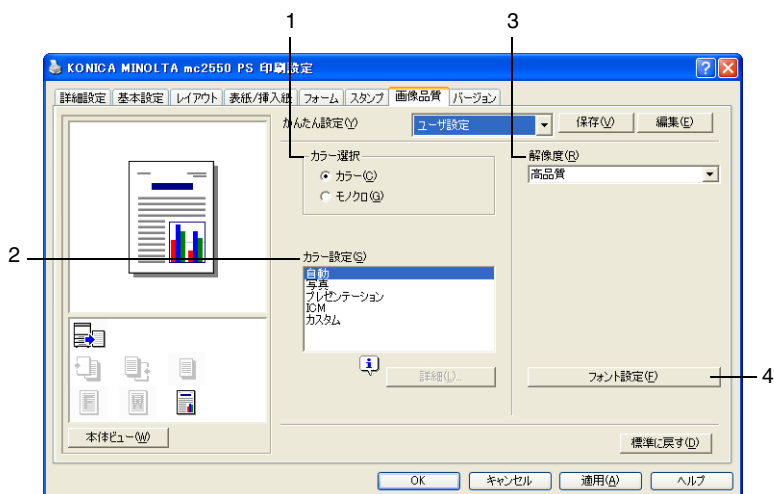 1
3
KONICA MINOLTA mc2550 PS 印刷設定
詳細設定 基本設定 レイアウト 表紙/挿入紙 フォーム スタンプ 画像品質 バージョン
かんたん設定(Y) ユーザ設定 保存(V) 編集(E)
カラー選択
カラー(C)
モノクロ(G)
解像度(R)
高品質
2
カラー設定(S)
自動
写真
プレゼンテーション
ICM
カスタム
詳細(L)...
フォント設定(F)
4
本体ビュー(W)
標準に戻す(D)
OK キャンセル 適用(A) ヘルプ